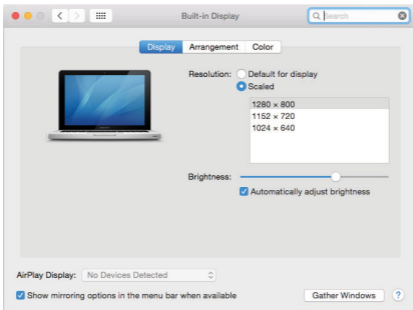 Built-in Display
Search
Display Arrangement Color
Resolution: Default for display
Scaled
1280 × 800
1152 × 720
1024 × 640
Brightness:
Automatically adjust brightness
AirPlay Display: No Devices Detected
Show mirroring options in the menu bar when available
Gather Windows ?